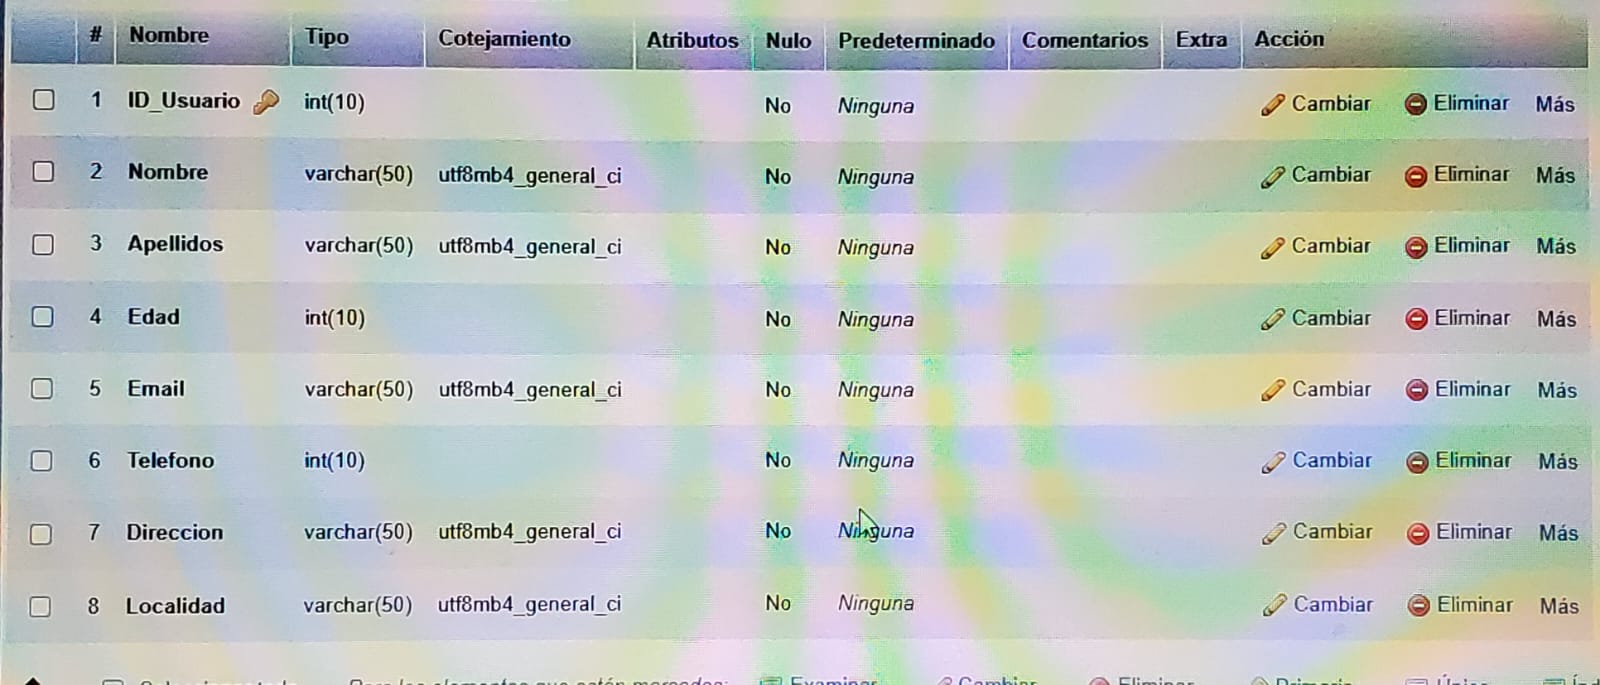 # Nombre Tipo Cotejamiento Atributos Nulo Predeterminado Comentarios Extra Acción
1 ID_Usuario int(10) No Ninguna Cambiar Eliminar Más
2 Nombre varchar(50) utf8mb4_general_ci No Ninguna Cambiar Eliminar Más
3 Apellidos varchar(50) utf8mb4_general_ci No Ninguna Cambiar Eliminar Más
4 Edad int(10) No Ninguna Cambiar Eliminar Más
5 Email varchar(50) utf8mb4_general_ci No Ninguna Cambiar Eliminar Más
6 Telefono int(10) No Ninguna Cambiar Eliminar Más
7 Direccion varchar(50) utf8mb4_general_ci No Ninguna Cambiar Eliminar Más
8 Localidad varchar(50) utf8mb4_general_ci No Ninguna Cambiar Eliminar Más
Para los elementos que están marcados: Examinar Cambiar Eliminar Primaria Único